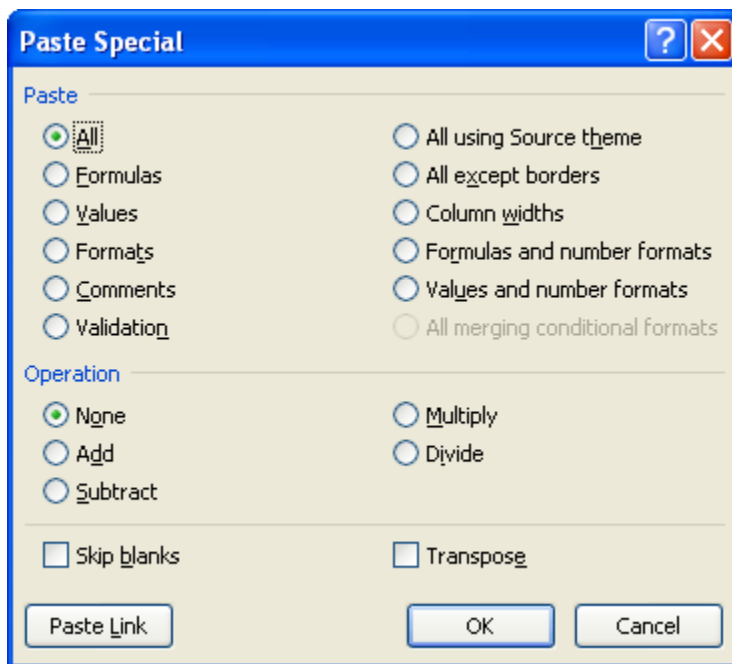 Paste Special
Paste
All
All using Source theme
Formulas
All except borders
Values
Column widths
Formats
Formulas and number formats
Comments
Values and number formats
Validation
All merging conditional formats
Operation
None
Multiply
Add
Divide
Subtract
Skip blanks
Transpose
Paste Link
OK
Cancel